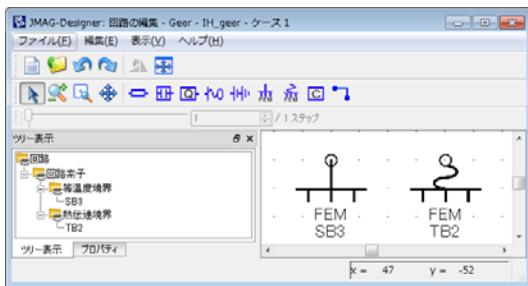 JMAG-Designer: 回路の編集 - Gear - IH_gear - ケース 1
ファイル(E) 編集(E) 表示(V) ヘルプ(H)
1 / 1 ステップ
ツリー表示
回路
回路素子
等温度境界
SB3
熱伝達境界
TB2
ツリー表示 プロパティ
FEM FEM
SB3 TB2
x = 47 y = -52